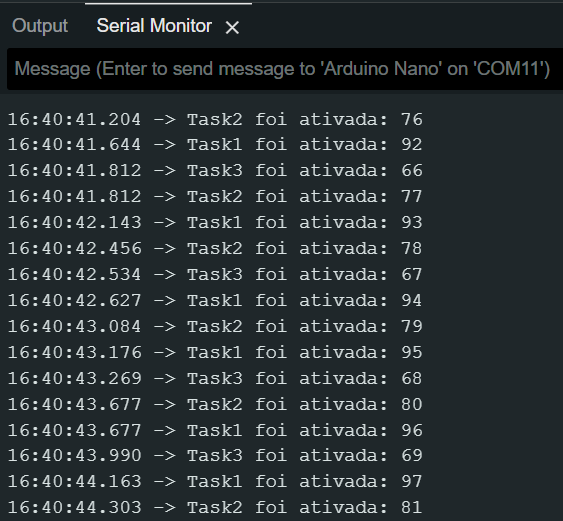 Output Serial Monitor ×
Message (Enter to send message to 'Arduino Nano' on 'COM11')
16:40:41.204 -> Task2 foi ativada: 76
16:40:41.644 -> Task1 foi ativada: 92
16:40:41.812 -> Task3 foi ativada: 66
16:40:41.812 -> Task2 foi ativada: 77
16:40:42.143 -> Task1 foi ativada: 93
16:40:42.456 -> Task2 foi ativada: 78
16:40:42.534 -> Task3 foi ativada: 67
16:40:42.627 -> Task1 foi ativada: 94
16:40:43.084 -> Task2 foi ativada: 79
16:40:43.176 -> Task1 foi ativada: 95
16:40:43.269 -> Task3 foi ativada: 68
16:40:43.677 -> Task2 foi ativada: 80
16:40:43.677 -> Task1 foi ativada: 96
16:40:43.990 -> Task3 foi ativada: 69
16:40:44.163 -> Task1 foi ativada: 97
16:40:44.303 -> Task2 foi ativada: 81